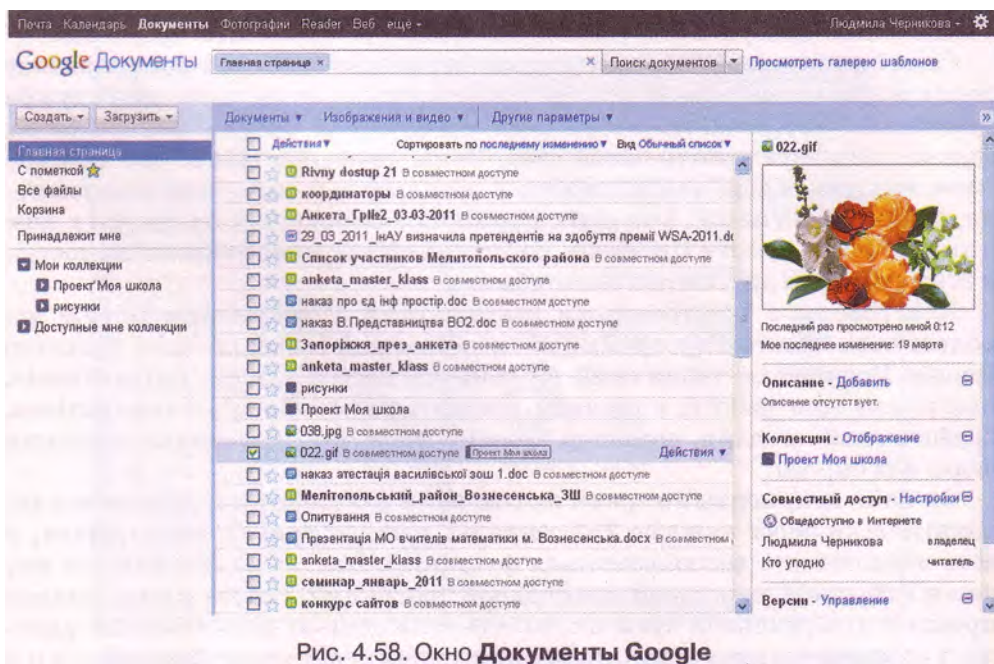 Почта Календарь Документы Фотографии Reader Веб еще
Людмила Черникова
Google Документы
Главная страница ×
× Поиск документов
Просмотреть галерею шаблонов
Создать Загрузить
Документы Изображения и видео Другие параметры
Главная страница
С пометкой
Все файлы
Корзина
Принадлежит мне
Мои коллекции
Проект'Моя школа
рисунки
Доступные мне коллекции
Действия Сортировать по последнему изменению Вид Обычный список
Rivny dostup 21 В совместном доступе
координаторы В совместном доступе
Анкета_ГрІІе2_03-03-2011 В совместном доступе
29_03_2011_ІнАУ визначила претендентів на здобуття премії WSA-2011.do
Список участников Мелитопольского района В совместном доступе
anketa_master_klass В совместном доступе
наказ про єд інф простір.doc В совместном доступе
наказ В.Представництва ВО2.doc В совместном доступе
Запоріжжя_през_анкета В совместном доступе
anketa_master_klass В совместном доступе
рисунки
Проект Моя школа
038.jpg В совместном доступе
022.gif В совместном доступе Проект Моя школа Действия
наказ атестація василівської зош 1.doc В совместном доступе
Мелітопольський_район_Вознесенська_ЗШ В совместном доступе
Опитування В совместном доступе
Презентація МО вчителів математики м. Вознесенська.docx В совместном
anketa_master_klass В совместном доступе
семинар_январь_2011 В совместном доступе
конкурс сайтов В совместном доступе
022.gif
Последний раз просмотрено мной 0:12
Мое последнее изменение: 19 марта
Описание - Добавить
Описание отсутствует.
Коллекции - Отображение
Проект Моя школа
Совместный доступ - Настройки
Общедоступно в Интернете
Людмила Черникова владелец
Кто угодно читатель
Версии - Управление
Рис. 4.58. Окно Документы Google